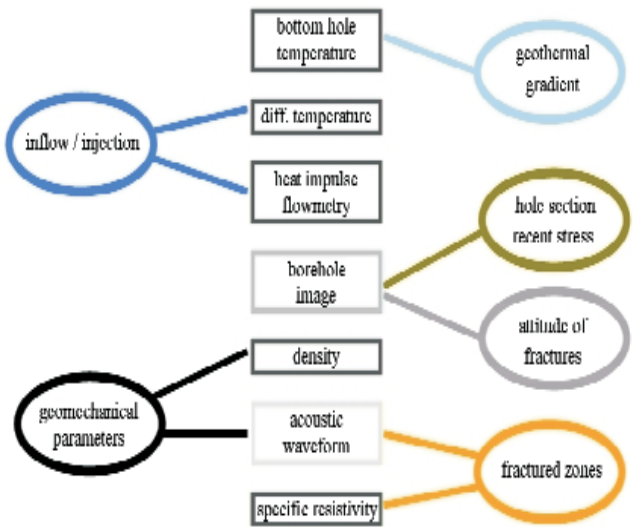 bottom hole
temperature
geothermal
gradient
diff. temperature
inflow / injection
heat impulse
flowmetry
hole section
recent stress
borehole
image
attitude of
fractures
density
geomechanical
parameters
acoustic
waveform
fractured zones
specific resistivity